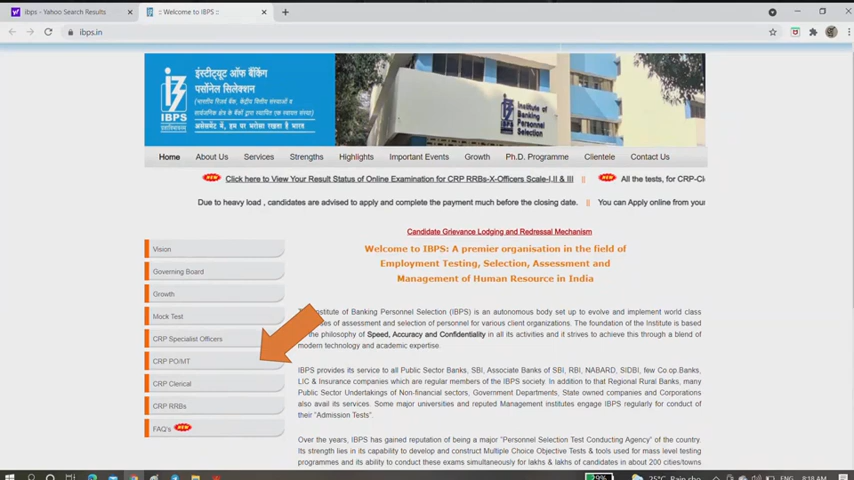 ibps - Yahoo Search Results
:: Welcome to IBPS ::
ibps.in
इंस्टीट्यूट ऑफ बैंकिंग
पर्सोनेल सिलेक्शन
(भारतीय रिज़र्व बैंक, केंद्रीय वित्तीय संस्थाओं व
IBPS
असेसमेंट में, हम पर भरोसा रखता है भारत
Institute of
Banking
Personnel
Selection
Home About Us Services Strengths Highlights Important Events Growth Ph.D. Programme Clientele Contact Us
NEW Click here to View Your Result Status of Online Examination for CRP RRBs-X-Officers Scale-I,II & III || NEW All the tests, for CRP-Cl
Due to heavy load , candidates are advised to apply and complete the payment much before the closing date. || You can Apply online from your
Candidate Grievance Lodging and Redressal Mechanism
Welcome to IBPS: A premier organisation in the field of
Employment Testing, Selection, Assessment and
Management of Human Resource in India
Vision
Governing Board
Growth
Mock Test
CRP Specialist Officers
CRP PO/MT
CRP Clerical
CRP RRBs
FAQ's NEW
Institute of Banking Personnel Selection (IBPS) is an autonomous body set up to evolve and implement world class
of assessment and selection of personnel for various client organizations. The foundation of the Institute is based
philosophy of Speed, Accuracy and Confidentiality in all its activities and it strives to achieve this through a blend of
modern technology and academic expertise.
IBPS provides its service to all Public Sector Banks, SBI, Associate Banks of SBI, RBI, NABARD, SIDBI, few Co op.Banks,
LIC & Insurance companies which are regular members of the IBPS society. In addition to that Regional Rural Banks, many
Public Sector Undertakings of Non-financial sectors, Government Departments, State owned companies and Corporations
also avail its services. Some major universities and reputed Management institutes engage IBPS regularly for conduct of
their "Admission Tests".
Over the years, IBPS has gained reputation of being a major "Personnel Selection Test Conducting Agency" of the country.
Its strength lies in its capability to develop and construct Multiple Choice Objective Tests & tools used for mass level testing
programmes and its ability to conduct these exams simultaneously for lakhs & lakhs of candidates in about 200 cities/towns
25°C Rain sho ENG 8:18 AM